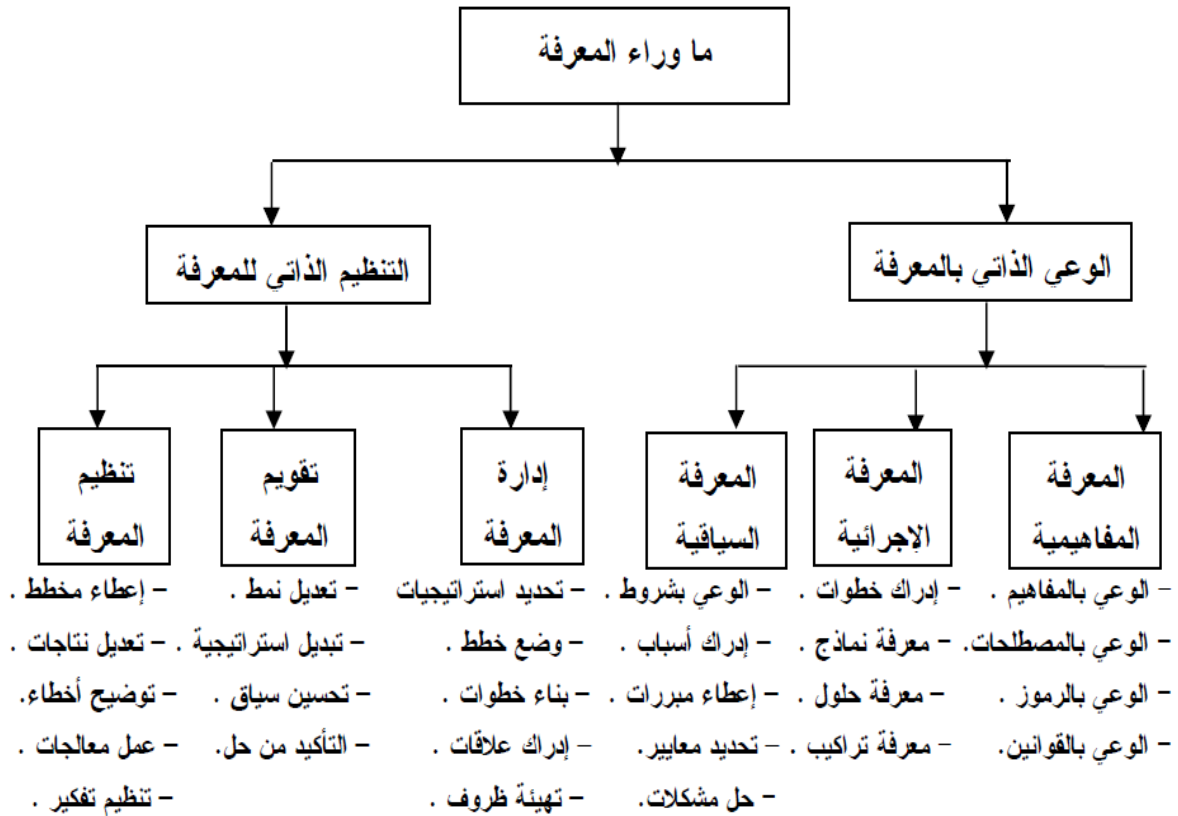 ما وراء المعرفة
الوعي الذاتي بالمعرفة
التنظيم الذاتي للمعرفة
المعرفة
المفاهيمية
المعرفة
الإجرائية
المعرفة
السياقية
إدارة
المعرفة
تقويم
المعرفة
تنظيم
المعرفة
– الوعي بالمفاهيم .
الوعي بالمصطلحات.
– الوعي بالرموز .
– الوعي بالقوانين.
– إدراك خطوات .
– معرفة نماذج .
– معرفة حلول .
– معرفة تراكيب .
– الوعي بشروط .
– إدراك أسباب .
– إعطاء مبررات .
– تحديد معايير.
– حل مشكلات.
– تحديد استراتيجيات
– وضع خطط .
– بناء خطوات .
– إدراك علاقات .
– تهيئة ظروف .
– تعديل نمط .
– تبديل استراتيجية .
– تحسين سياق .
– التأكيد من حل.
– إعطاء مخطط .
– تعديل نتاجات .
– توضيح أخطاء.
– عمل معالجات .
– تنظيم تفكير .